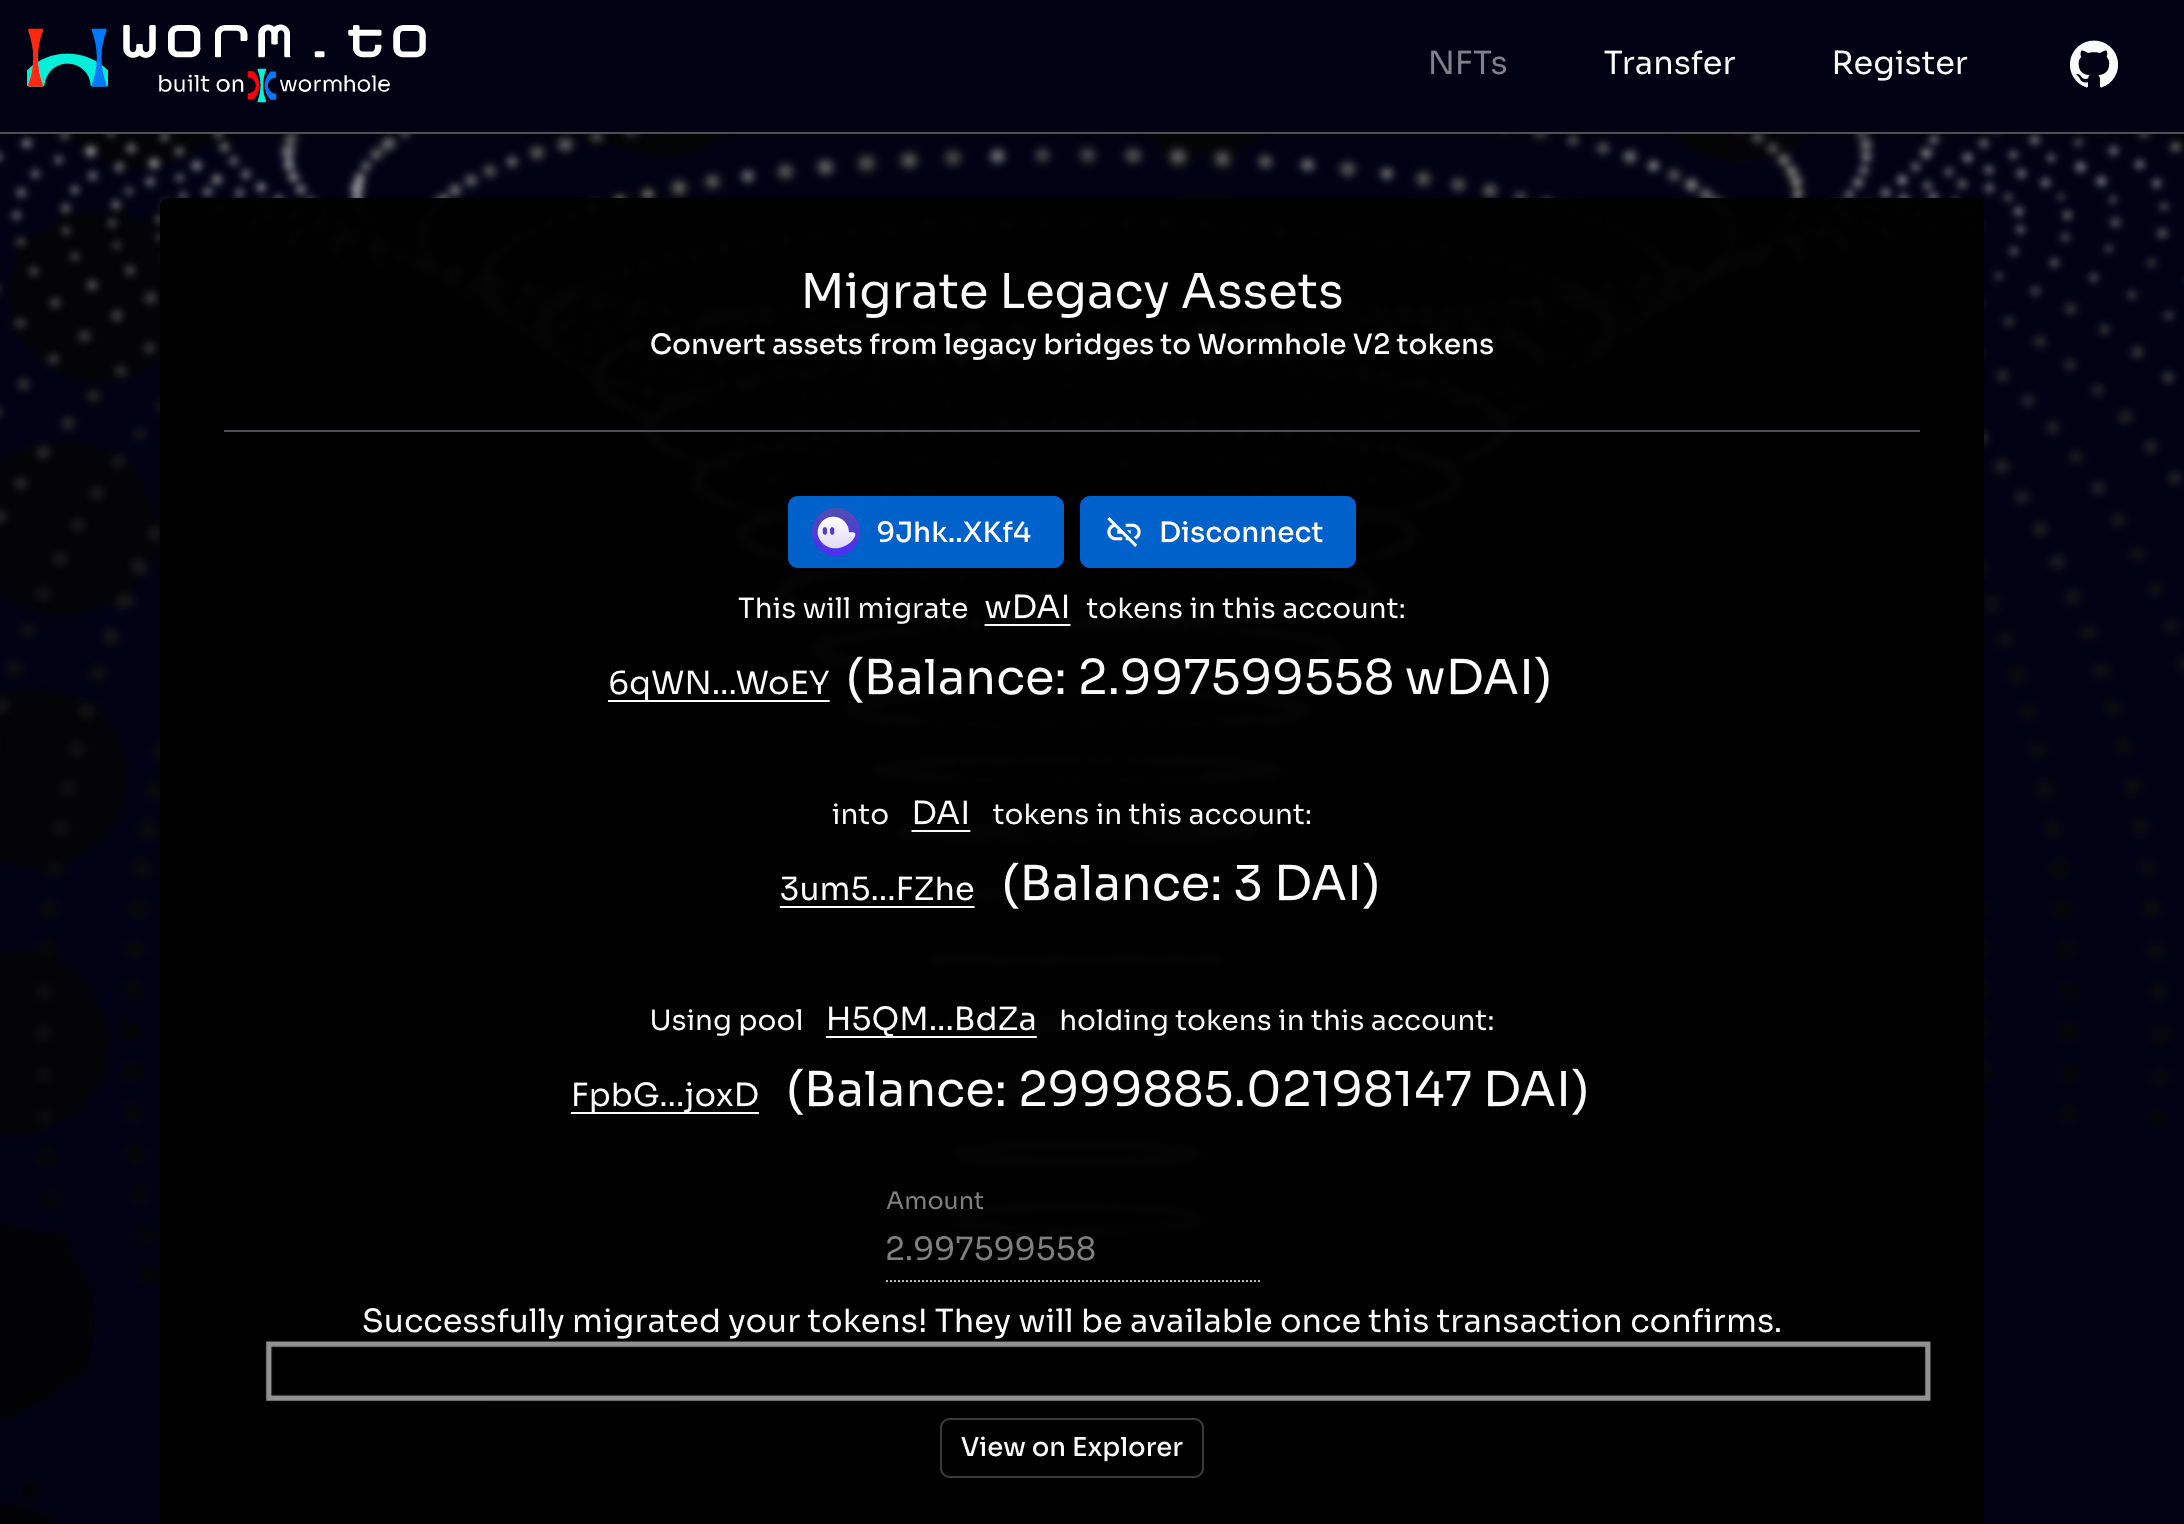 worm.to
built on wormhole
NFTs Transfer Register
Migrate Legacy Assets
Convert assets from legacy bridges to Wormhole V2 tokens
9Jhk..XKf4 Disconnect
This will migrate wDAI tokens in this account:
6qWN...WoEY (Balance: 2.997599558 wDAI)
into DAI tokens in this account:
3um5...FZhe (Balance: 3 DAI)
Using pool H5QM...BdZa holding tokens in this account:
FpbG...joxD (Balance: 2999885.02198147 DAI)
Amount
2.997599558
Successfully migrated your tokens! They will be available once this transaction confirms.
View on Explorer